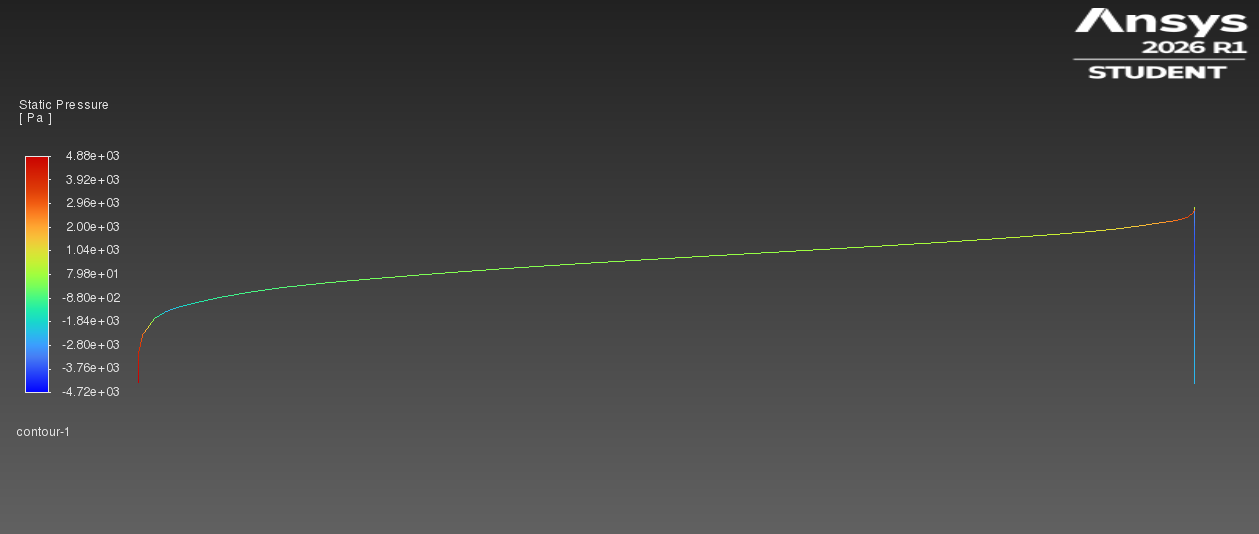 Ansys
2026 R1
STUDENT
Static Pressure
[ Pa ]
4.88e+03
3.92e+03
2.96e+03
2.00e+03
1.04e+03
7.98e+01
-8.80e+02
-1.84e+03
-2.80e+03
-3.76e+03
-4.72e+03
contour-1